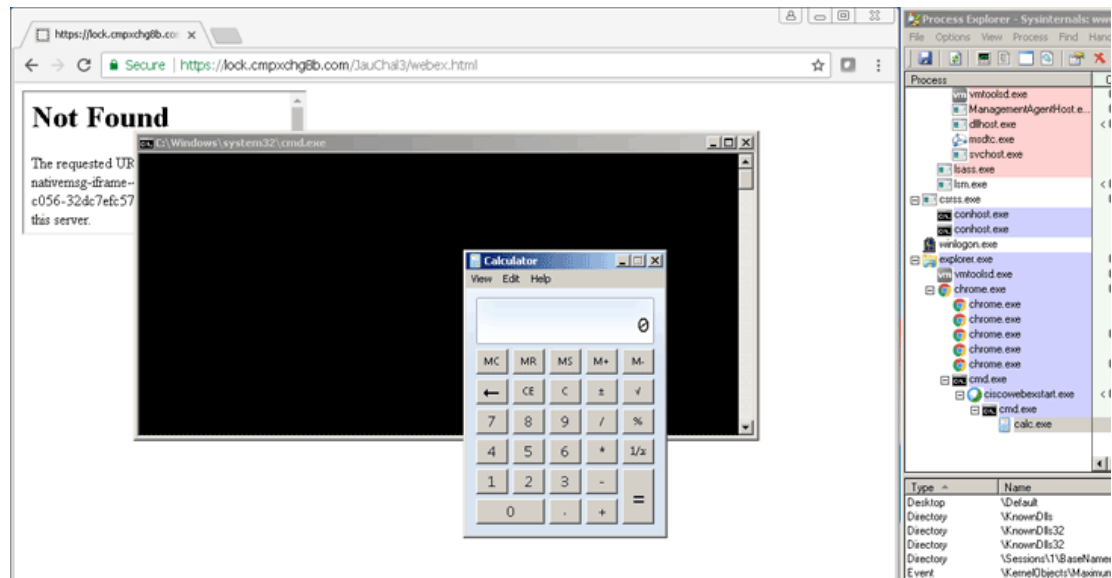 https://lock.cmpxchg8b.co
Secure | https://lock.cmpxchg8b.com/JauChal3/webex.html
Not Found
The requested UR
nativemsg-iframe-
c056-32dc7efc57
this server.
C:\Windows\system32\cmd.exe
Calculator
View Edit Help
0
MC MR MS M+ M-
← CE C ± √
7 8 9 / %
4 5 6 * 1/x
1 2 3 - =
0 . +
Process Explorer - Sysinternals: www
File Options View Process Find Hand
Process
vmtoolsd.exe
ManagementAgentHost.e...
dllhost.exe
msdtc.exe
svchost.exe
lsass.exe
lsm.exe
csrss.exe
conhost.exe
conhost.exe
winlogon.exe
explorer.exe
vmtoolsd.exe
chrome.exe
chrome.exe
chrome.exe
chrome.exe
chrome.exe
chrome.exe
cmd.exe
ciscowebexstart.exe
cmd.exe
calc.exe
Type Name
Desktop \Default
Directory \KnownDlls
Directory \KnownDlls32
Directory \KnownDlls32
Directory \Sessions\1\BaseName
Event \KernelObjects\Maximum